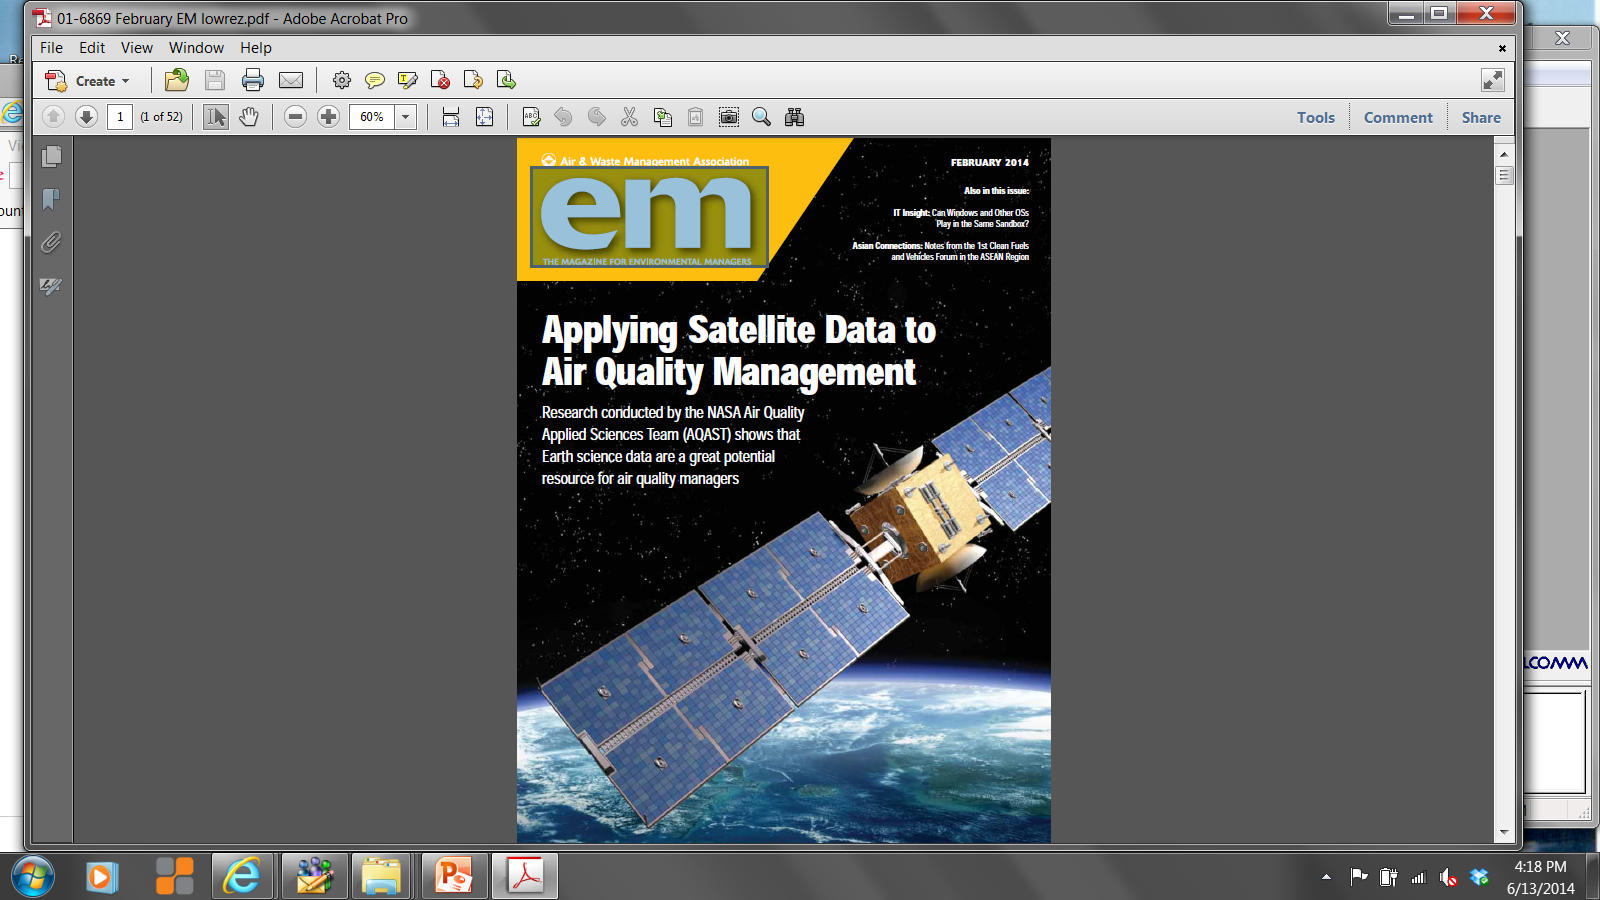 01-6869 February EM lowrez.pdf - Adobe Acrobat Pro
File Edit View Window Help
Create
1 (1 of 52) 60% Tools Comment Share
Air & Waste Management Association
em
THE MAGAZINE FOR ENVIRONMENTAL MANAGERS
FEBRUARY 2014
Also in this issue:
IT Insight: Can Windows and Other OSs
Play in the Same Sandbox?
Asian Connections: Notes from the 1st Clean Fuels
and Vehicles Forum in the ASEAN Region
Applying Satellite Data to
Air Quality Management
Research conducted by the NASA Air Quality
Applied Sciences Team (AQAST) shows that
Earth science data are a great potential
resource for air quality managers
LCOMM
4:18 PM
6/13/2014